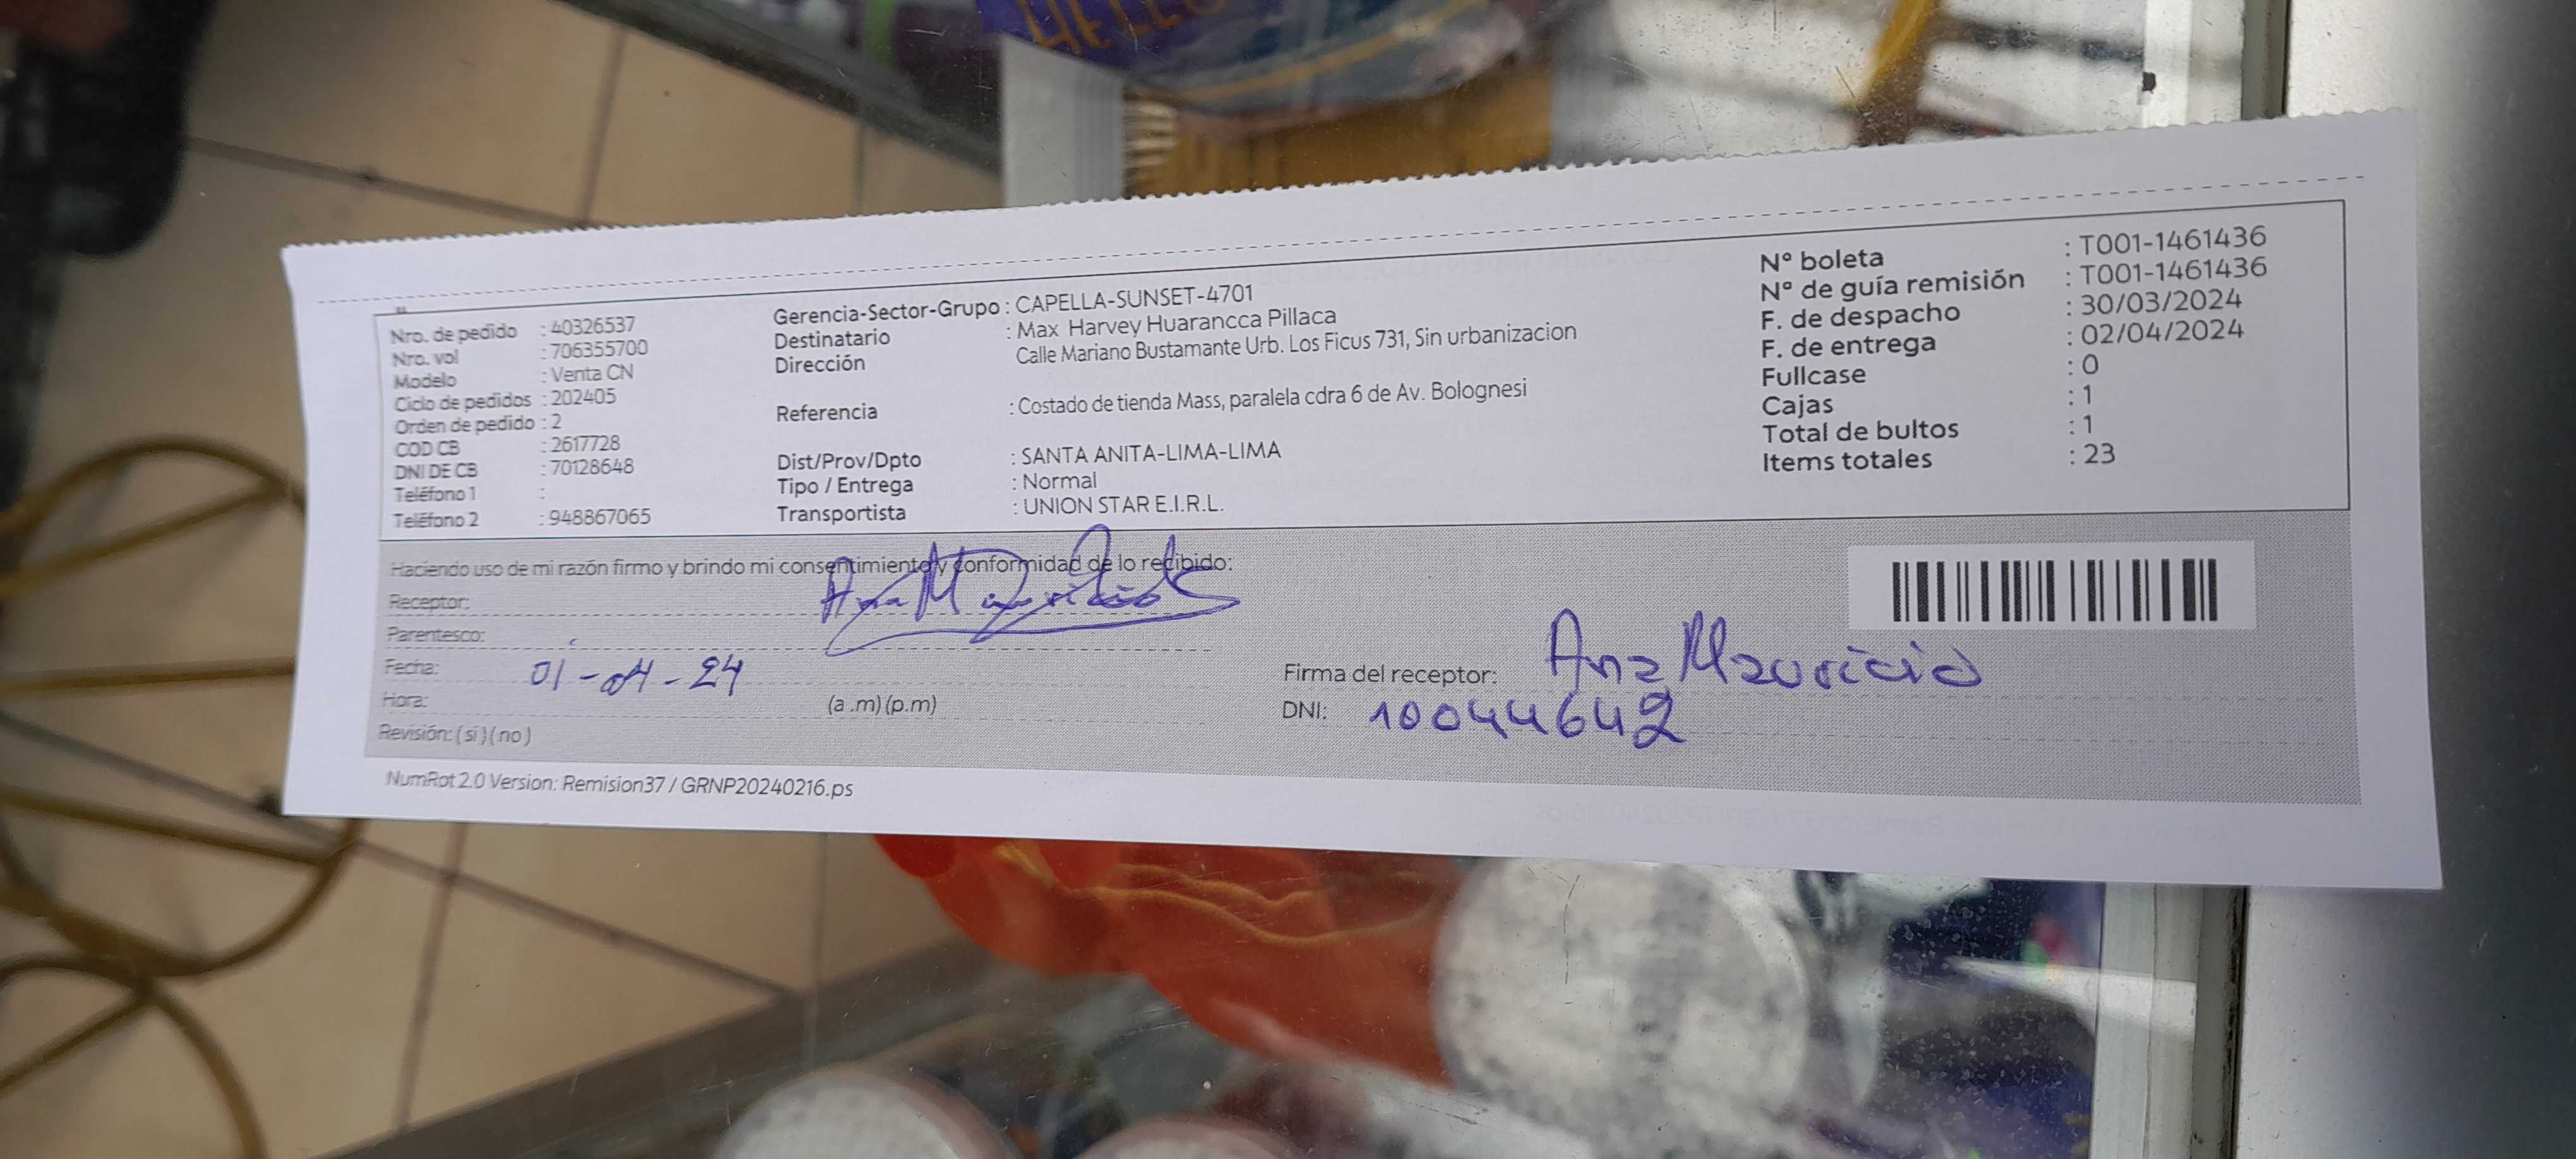 HELLO
Nro. de pedido : 40326537
Nro. vol : 706355700
Modelo : Venta CN
Ciclo de pedidos : 202405
Orden de pedido : 2
COD CB : 2617728
DNI DE CB : 70128648
Teléfono 1 :
Teléfono 2 : 948867065
Gerencia-Sector-Grupo : CAPELLA-SUNSET-4701
Destinatario : Max Harvey Huarancca Pillaca
Dirección Calle Mariano Bustamante Urb. Los Ficus 731, Sin urbanizacion
Referencia : Costado de tienda Mass, paralela cdra 6 de Av. Bolognesi
Dist/Prov/Dpto : SANTA ANITA-LIMA-LIMA
Tipo / Entrega : Normal
Transportista : UNION STAR E.I.R.L.
Nº boleta : T001-1461436
Nº de guía remisión : T001-1461436
F. de despacho : 30/03/2024
F. de entrega : 02/04/2024
Fullcase : 0
Cajas : 1
Total de bultos : 1
Items totales : 23
Haciendo uso de mi razón firmo y brindo mi consentimiento y conformidad de lo recibido:
Receptor: Ana Mauricio
Parentesco:
Fecha: 01-04-24
Hora: (a .m) (p.m)
Revisión: ( si ) ( no )
Firma del receptor: Ana Mauricio
DNI: 10044642
NumRot 2.0 Version: Remision37 / GRNP20240216.ps